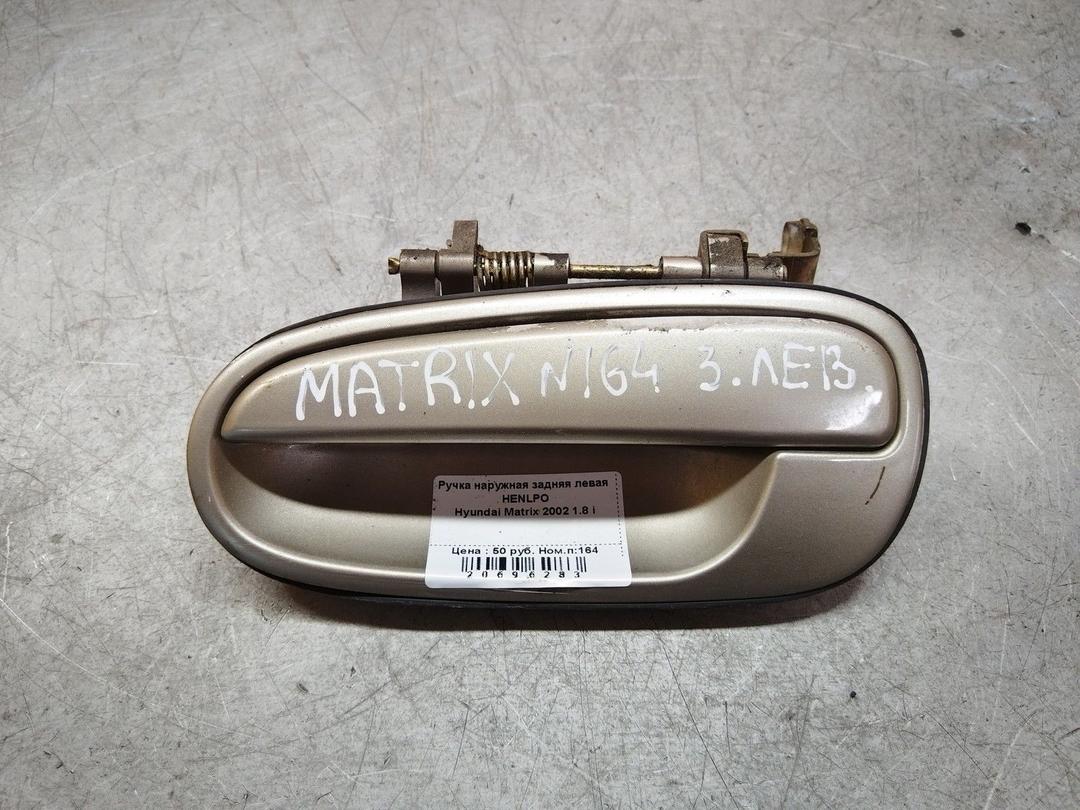 MATRIX N164 З.ЛЕВ.
Ручка наружная задняя левая
HENLPO
Hyundai Matrix 2002 1.8 i
Цена : 50 руб. Ном.п:164
20696283